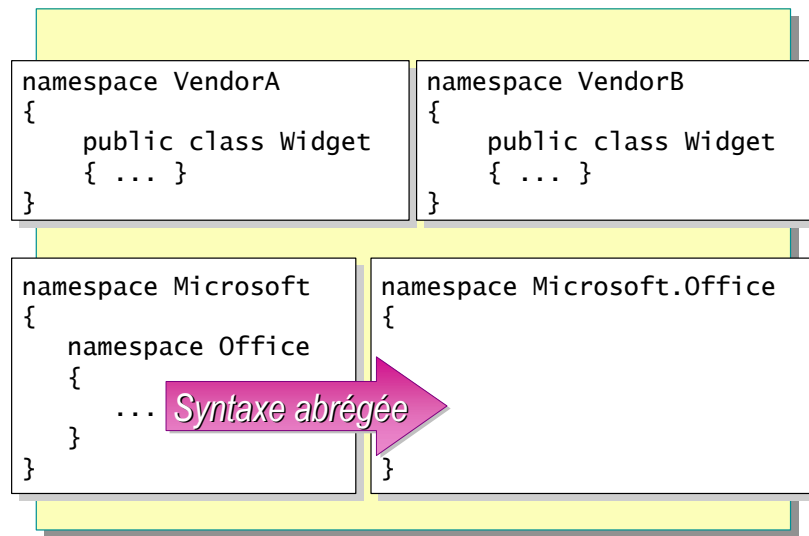 namespace VendorA
{
public class Widget
{ ... }
}
namespace VendorB
{
public class Widget
{ ... }
}
namespace Microsoft
{
namespace Office
{
...
}
}
Syntaxe abrégée
namespace Microsoft.Office
{
}